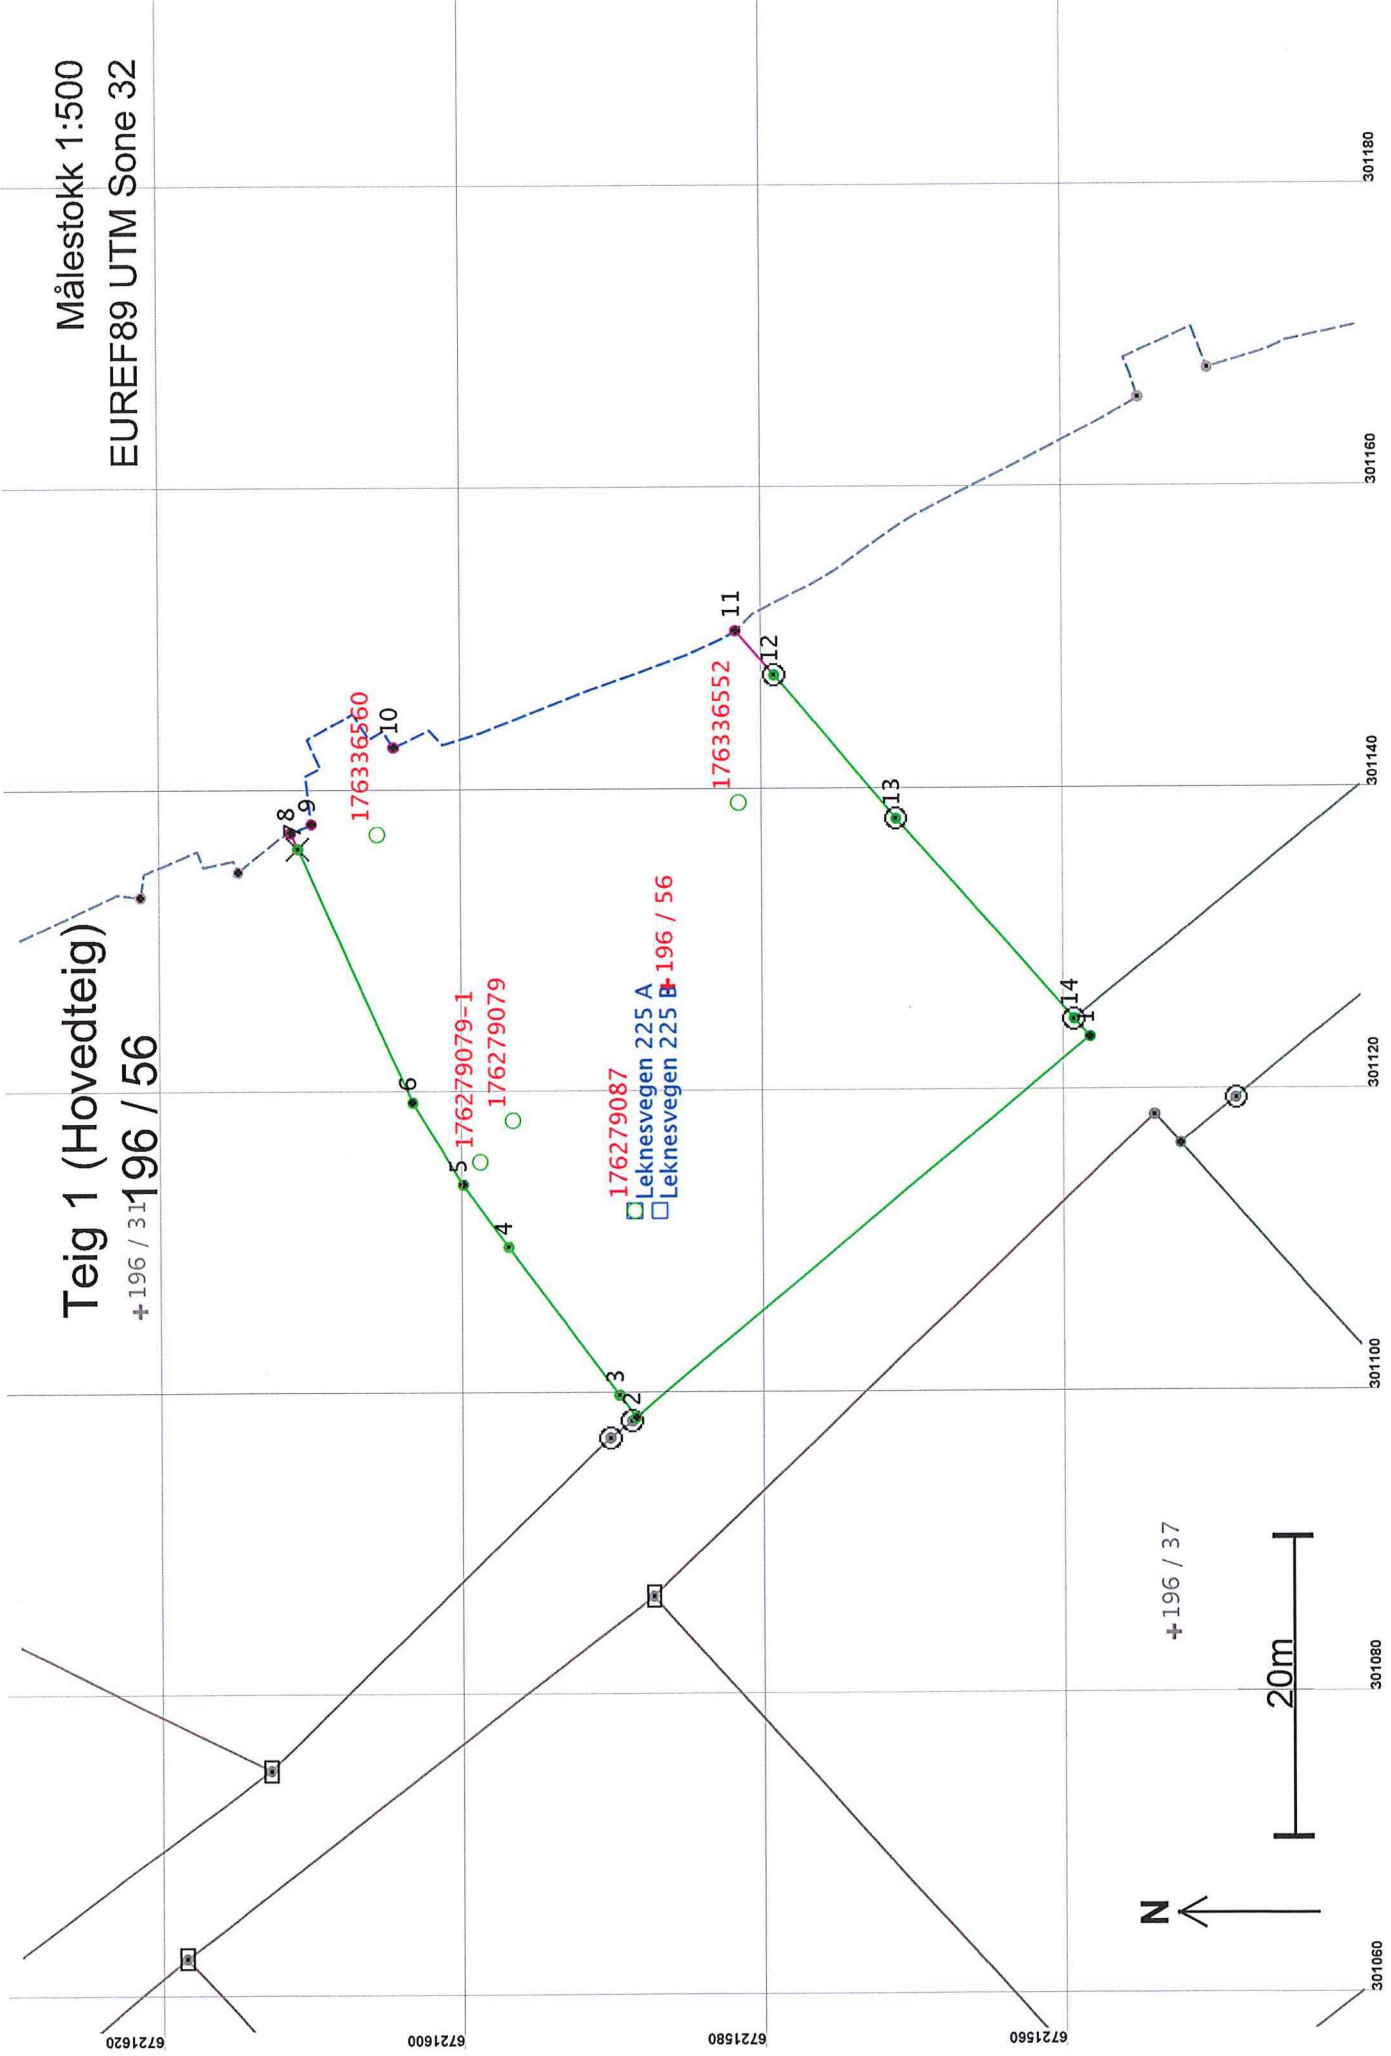 Målestokk 1:500
EUREF89 UTM Sone 32
Teig 1 (Hovedteig)
+196 / 31
196 / 56
7
8
9
176336560
10
6
176279079-1
176279079
5
4
11
12
176336552
176279087
Leknesvegen 225 A
Leknesvegen 225 B
+196 / 56
3
2
13
14
1
+196 / 37
20m
N
6721620
6721600
6721580
6721560
301060
301080
301100
301120
301140
301160
301180